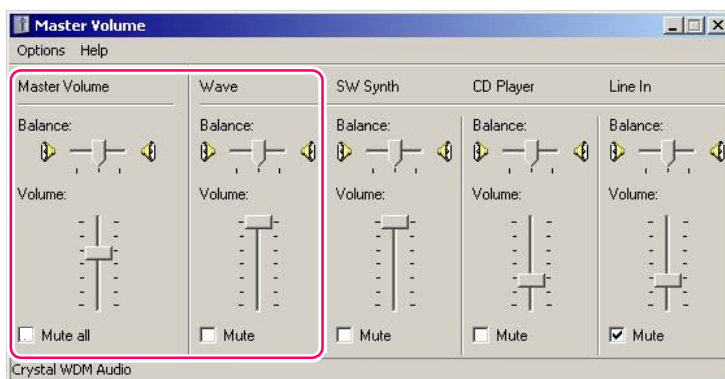 Master Volume
Options Help
Master Volume Wave SW Synth CD Player Line In
Balance: Balance: Balance: Balance: Balance:
Volume: Volume: Volume: Volume: Volume:
Mute all Mute Mute Mute Mute
Crystal WDM Audio